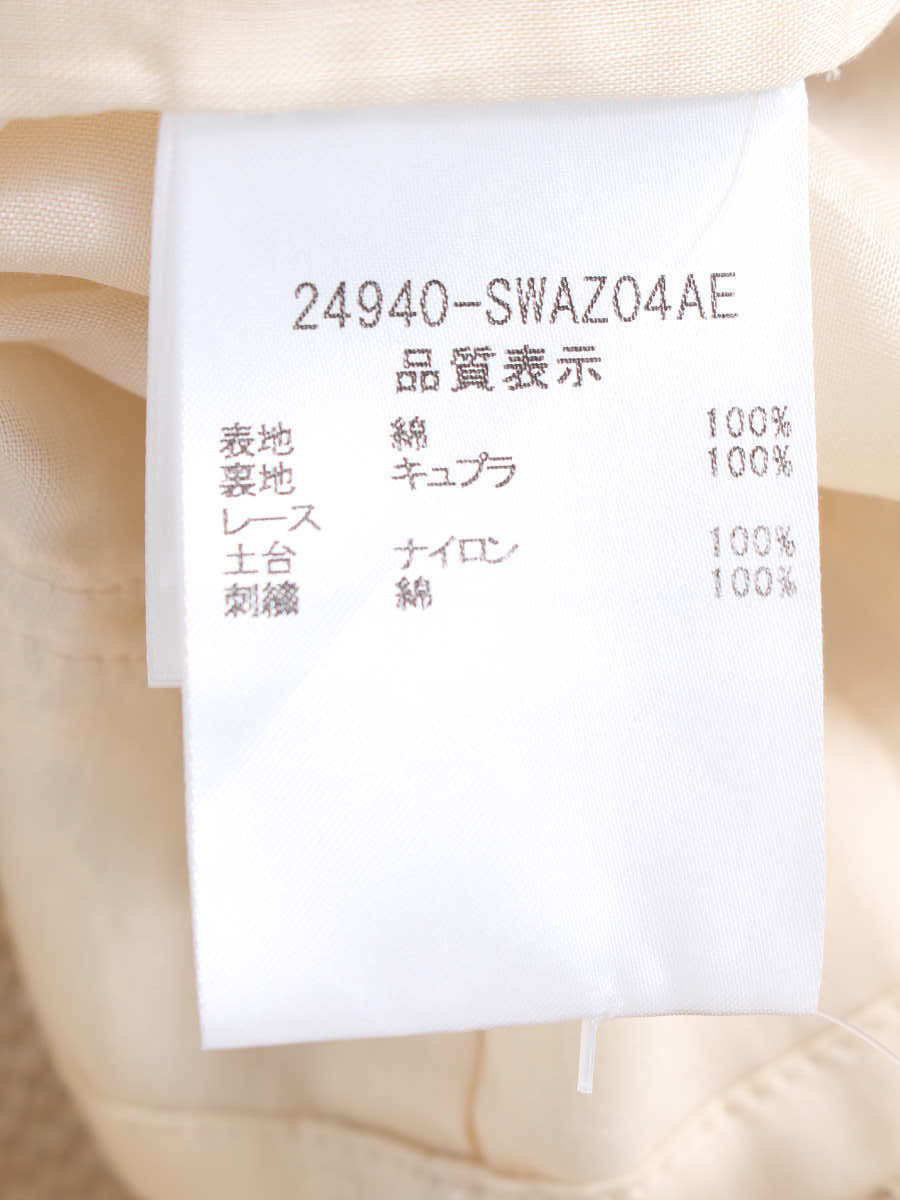 24940-SWAZ04AE
品質表示
表地 綿 100%
裏地 キュプラ 100%
レース
土台 ナイロン 100%
刺繍 綿 100%